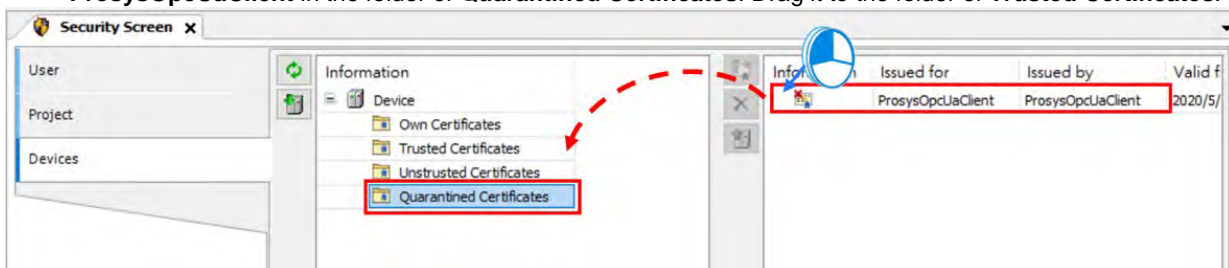 ProsysOpcUaClient in the folder of Quarantined Certificates. Drag it to the folder of Trusted Certificates.
Security Screen x
User
Project
Devices
Information
Device
Own Certificates
Trusted Certificates
Unstrusted Certificates
Quarantined Certificates
Issued for Issued by Valid f
ProsysOpcUaClient ProsysOpcUaClient 2020/5/